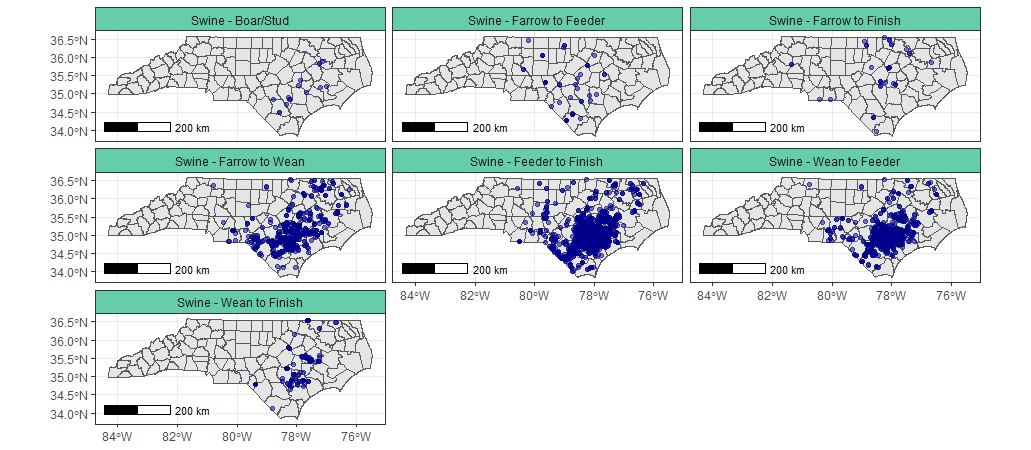 Swine - Boar/Stud
Swine - Farrow to Feeder
Swine - Farrow to Finish
36.5°N
36.0°N
35.5°N
35.0°N
34.5°N
34.0°N
200 km
200 km
200 km
Swine - Farrow to Wean
Swine - Feeder to Finish
Swine - Wean to Feeder
36.5°N
36.0°N
35.5°N
35.0°N
34.5°N
34.0°N
200 km
200 km
200 km
84°W 82°W 80°W 78°W 76°W
84°W 82°W 80°W 78°W 76°W
Swine - Wean to Finish
36.5°N
36.0°N
35.5°N
35.0°N
34.5°N
34.0°N
200 km
84°W 82°W 80°W 78°W 76°W